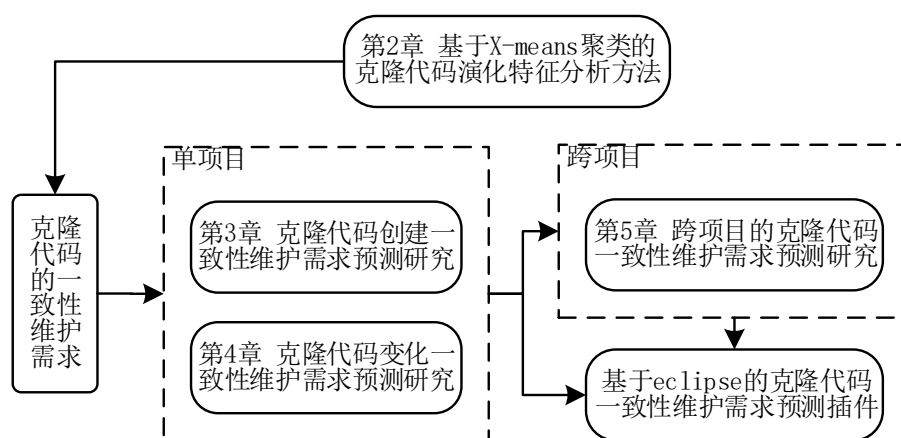 第2章 基于X-means聚类的
克隆代码演化特征分析方法
单项目
跨项目
克隆
代码
的一
致性
维护
需求
第3章 克隆代码创建一
致性维护需求预测研究
第4章 克隆代码变化一
致性维护需求预测研究
第5章 跨项目的克隆代码
一致性维护需求预测研究
基于eclipse的克隆代码
一致性维护需求预测插件